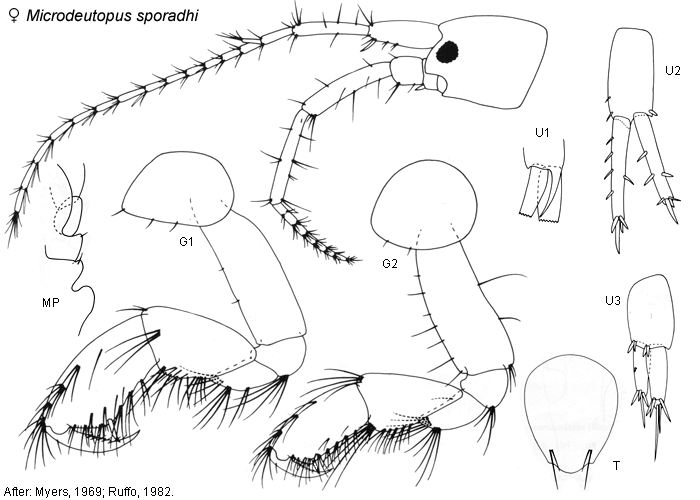 ♀ Microdeutopus sporadhi
U2
U1
G1
G2
MP
U3
T
After: Myers, 1969; Ruffo, 1982.